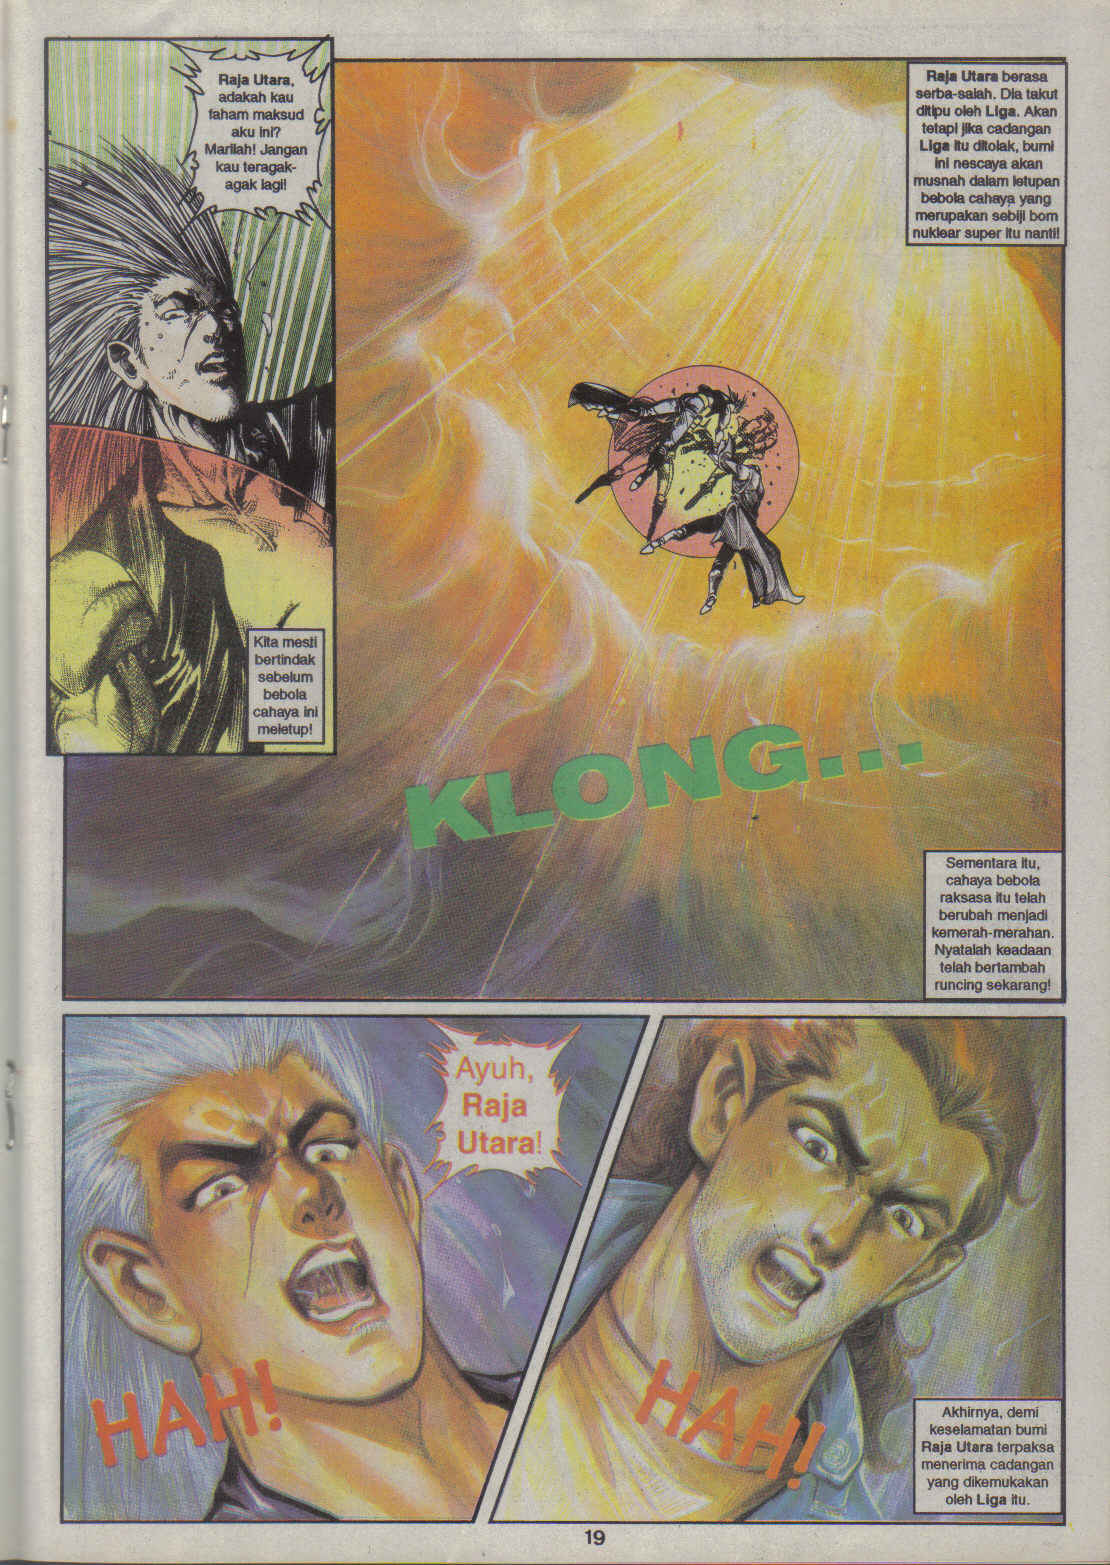 Raja Utara,
adakah kau
faham maksud
aku ini?
Marilah! Jangan
kau teragak-
agak lagi!
Kita mesti
bertindak
sebelum
bebola
cahaya ini
meletup!
Raja Utara berasa
serba-salah. Dia takut
ditipu oleh Liga. Akan
tetapi jika cadangan
Liga itu ditolak, bumi
ini nescaya akan
musnah dalam letupan
bebola cahaya yang
merupakan sebiji bom
nuklear super itu nanti!
KLONG...
Sementara itu,
cahaya bebola
raksasa itu telah
berubah menjadi
kemerah-merahan.
Nyatalah keadaan
telah bertambah
runcing sekarang!
Ayuh,
Raja
Utara!
HAH!
HAH!
Akhirnya, demi
keselamatan bumi
Raja Utara terpaksa
menerima cadangan
yang dikemukakan
oleh Liga itu.
19